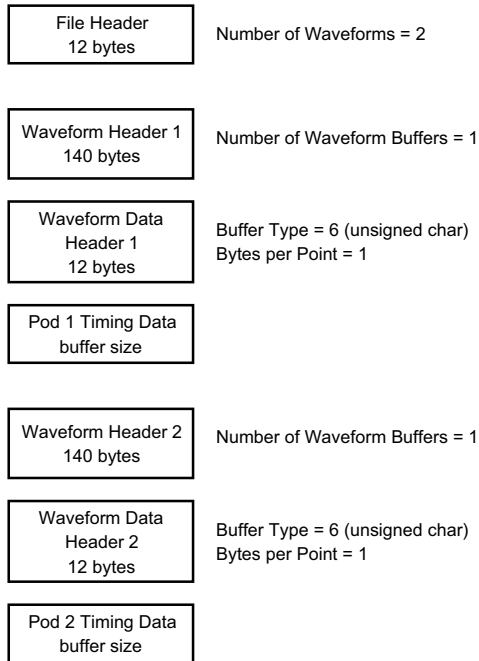 File Header
12 bytes
Number of Waveforms = 2
Waveform Header 1
140 bytes
Number of Waveform Buffers = 1
Waveform Data
Header 1
12 bytes
Buffer Type = 6 (unsigned char)
Bytes per Point = 1
Pod 1 Timing Data
buffer size
Waveform Header 2
140 bytes
Number of Waveform Buffers = 1
Waveform Data
Header 2
12 bytes
Buffer Type = 6 (unsigned char)
Bytes per Point = 1
Pod 2 Timing Data
buffer size